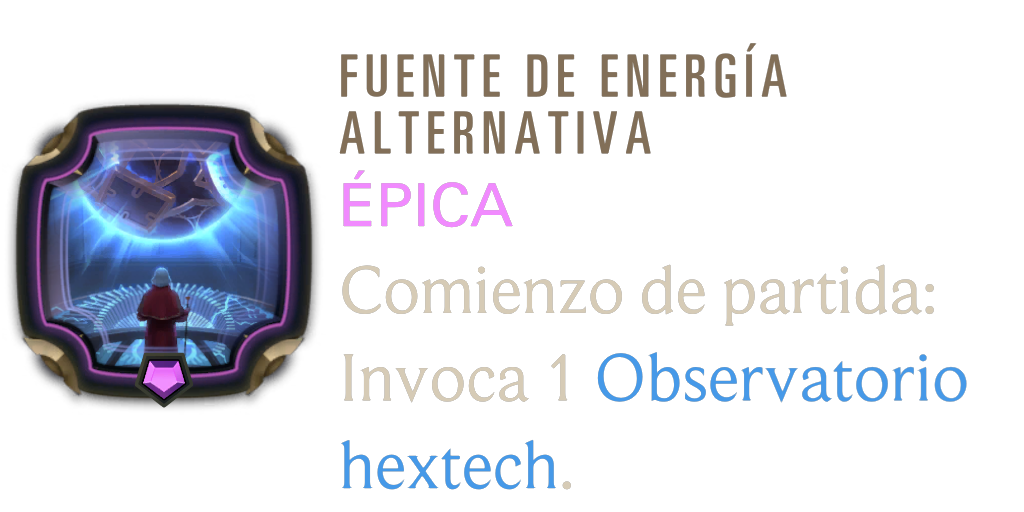 FUENTE DE ENERGÍA
ALTERNATIVA
ÉPICA
Comienzo de partida:
Invoca 1 Observatorio
hextech.